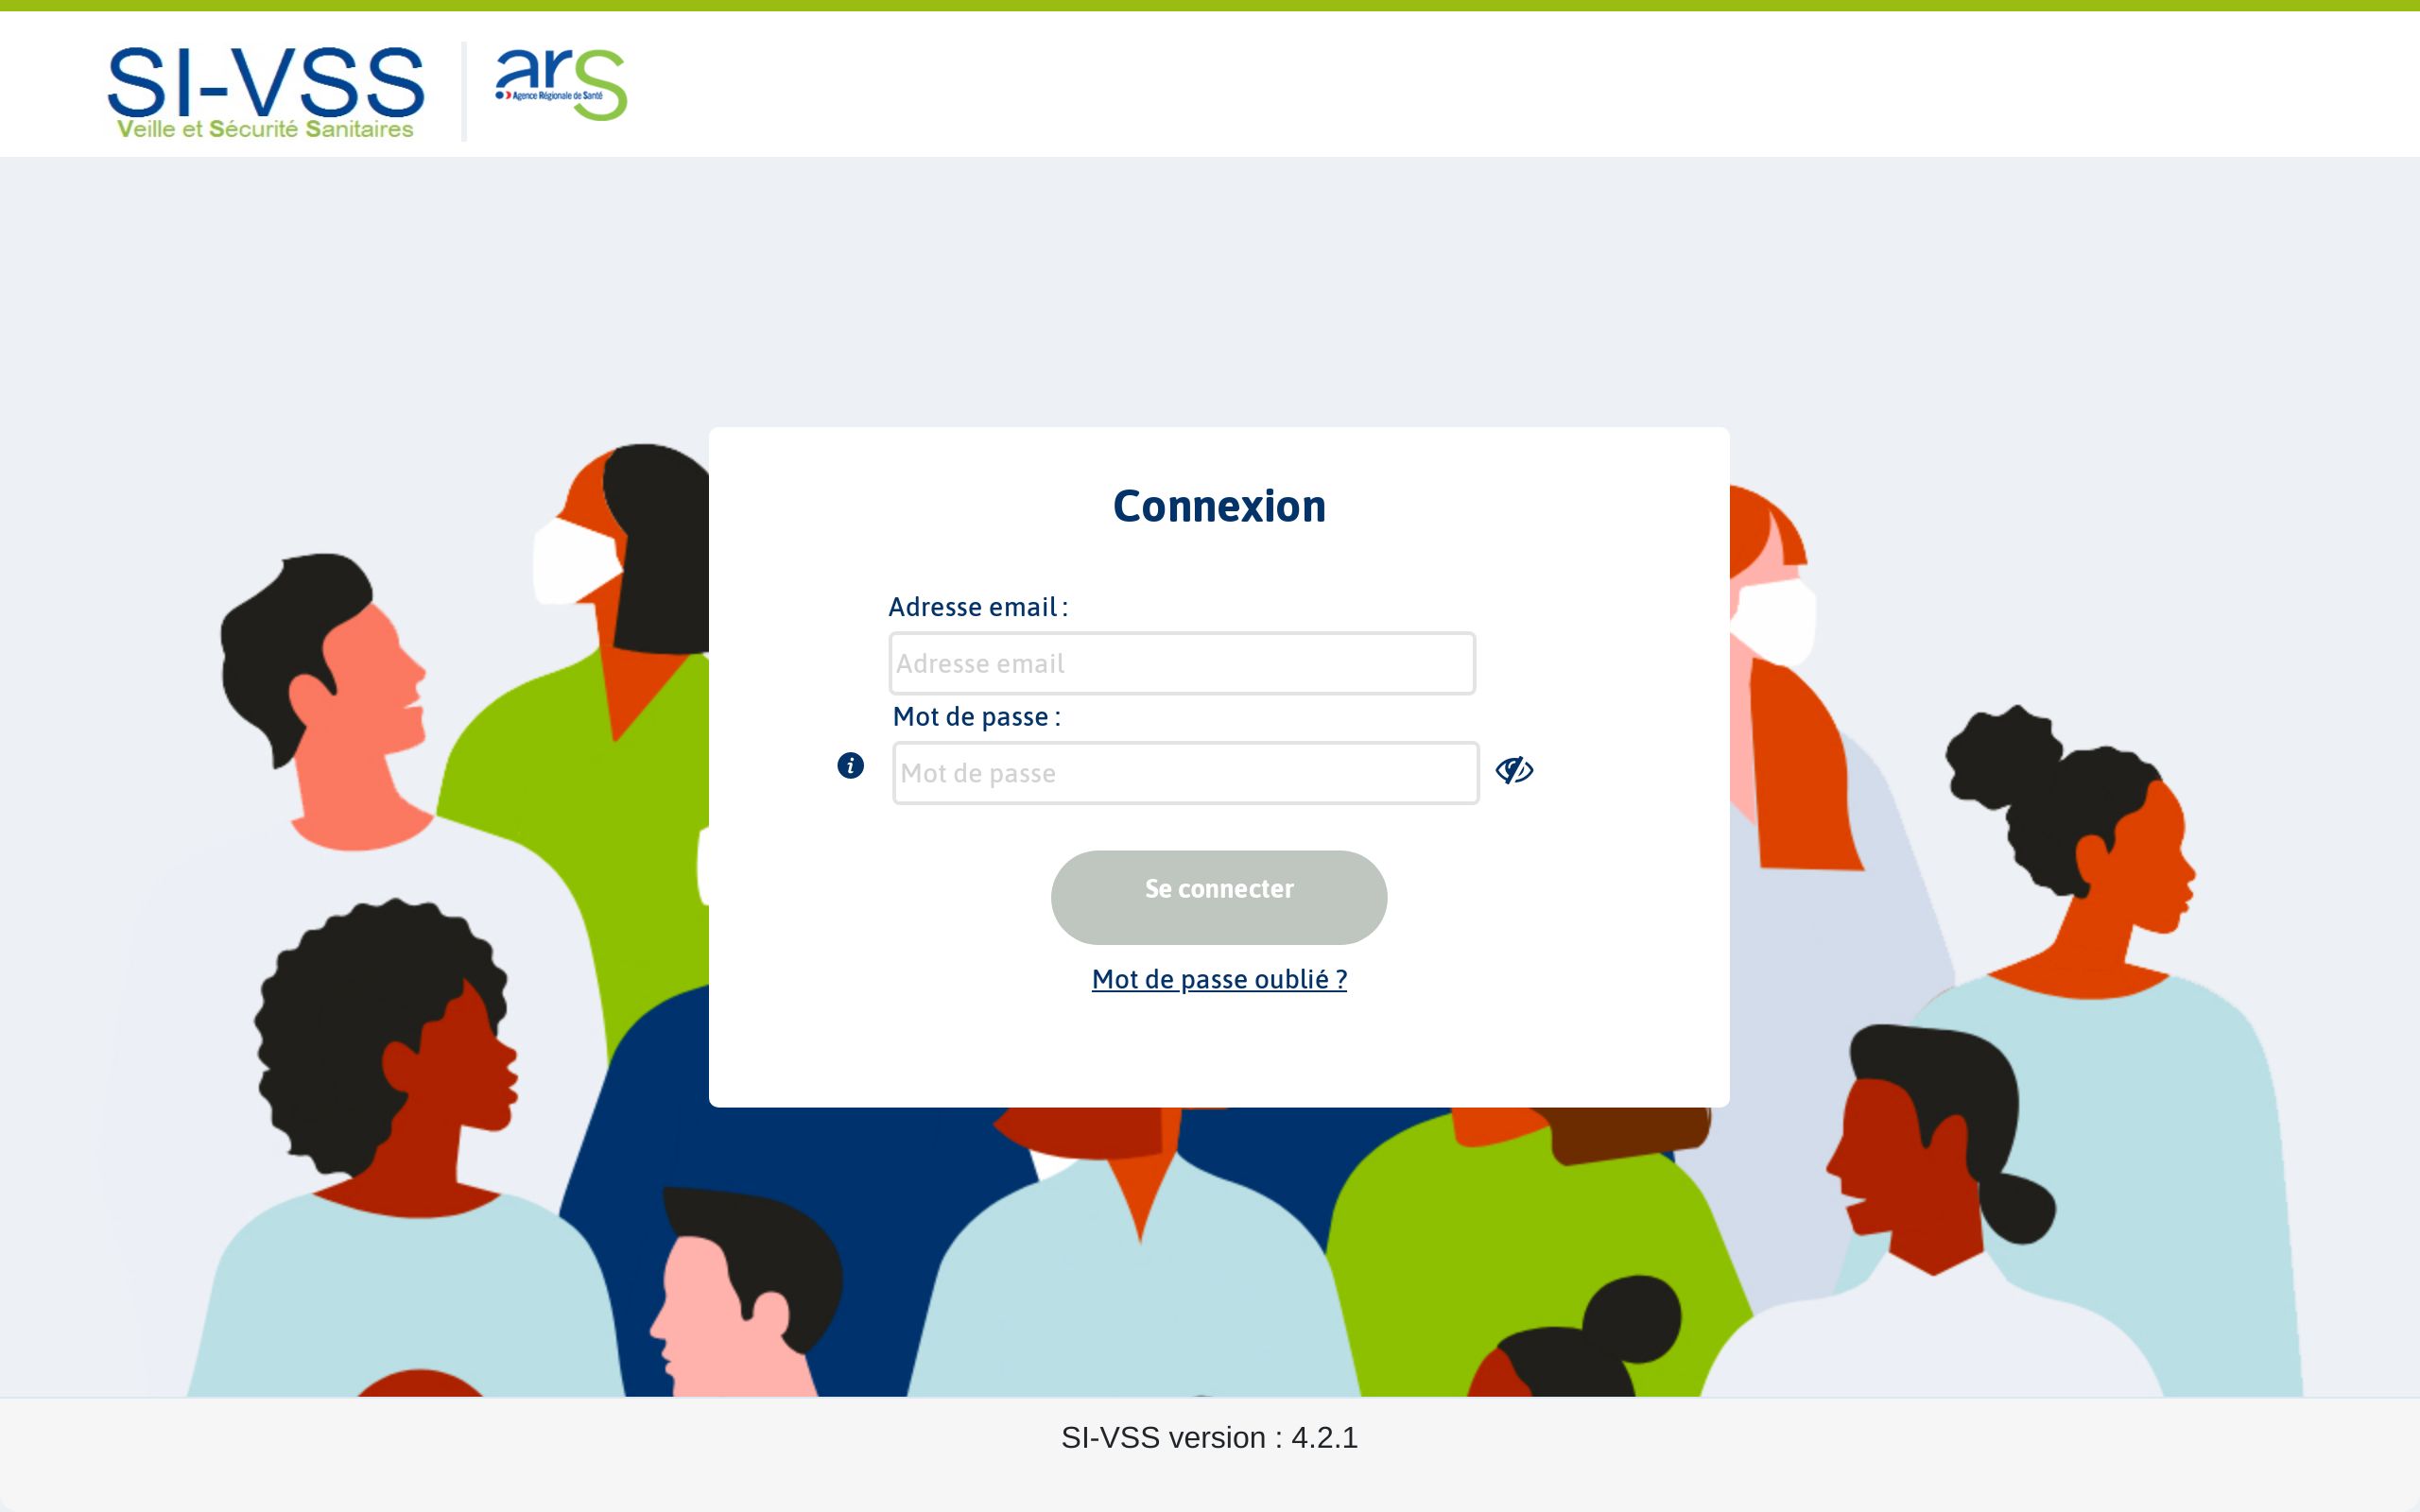 SI-VSS
Veille et Sécurité Sanitaires
ars
Agence Régionale de Santé
Connexion
Adresse email :
Adresse email
Mot de passe :
i
Mot de passe
Se connecter
Mot de passe oublié ?
SI-VSS version : 4.2.1